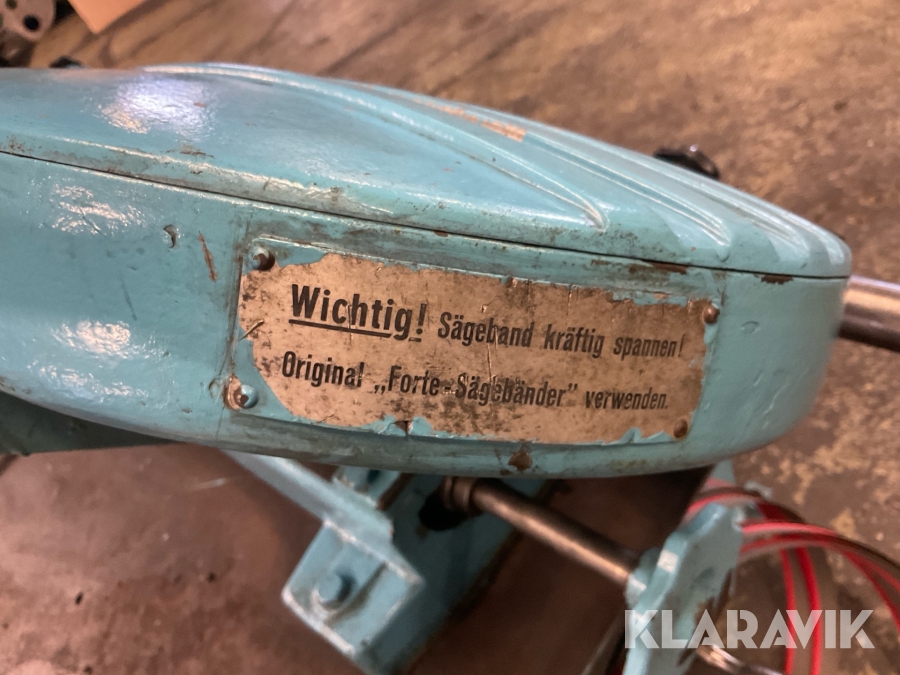 Wichtig! Sägeband kräftig spannen!
Original „Forte-Sägebänder" verwenden.
KLARAVIK